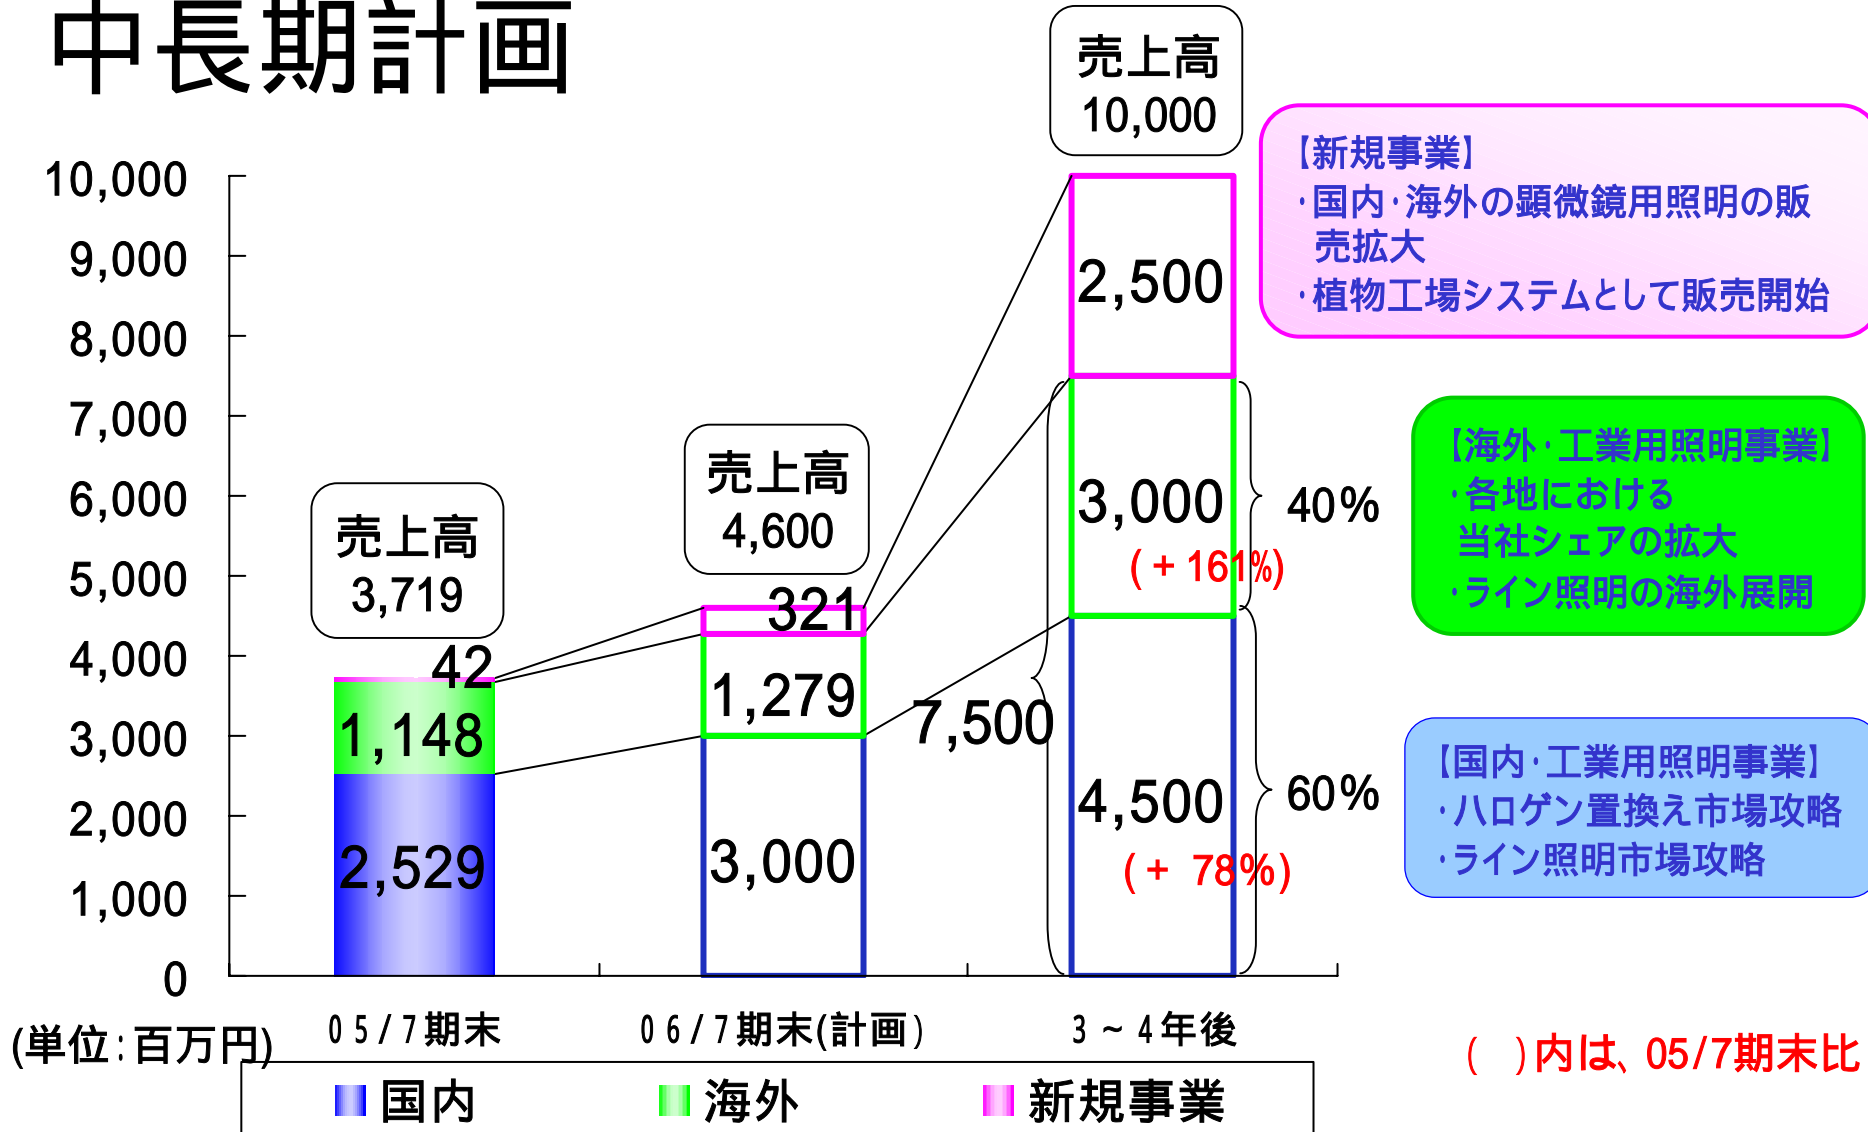 中長期計画
売上高
10,000
売上高
4,600
売上高
3,719
10,000
9,000
8,000
7,000
6,000
5,000
4,000
3,000
2,000
1,000
0
42
1,148
2,529
321
1,279
3,000
2,500
3,000
(+161%)
4,500
(+ 78%)
7,500
40%
60%
【新規事業】
・国内・海外の顕微鏡用照明の販
売拡大
・植物工場システムとして販売開始
【海外・工業用照明事業】
・各地における
当社シェアの拡大
・ライン照明の海外展開
【国内・工業用照明事業】
・ハロゲン置換え市場攻略
・ライン照明市場攻略
(単位:百万円)
05/7期末
06/7期末(計画)
3~4年後
( )内は、05/7期末比
国内
海外
新規事業